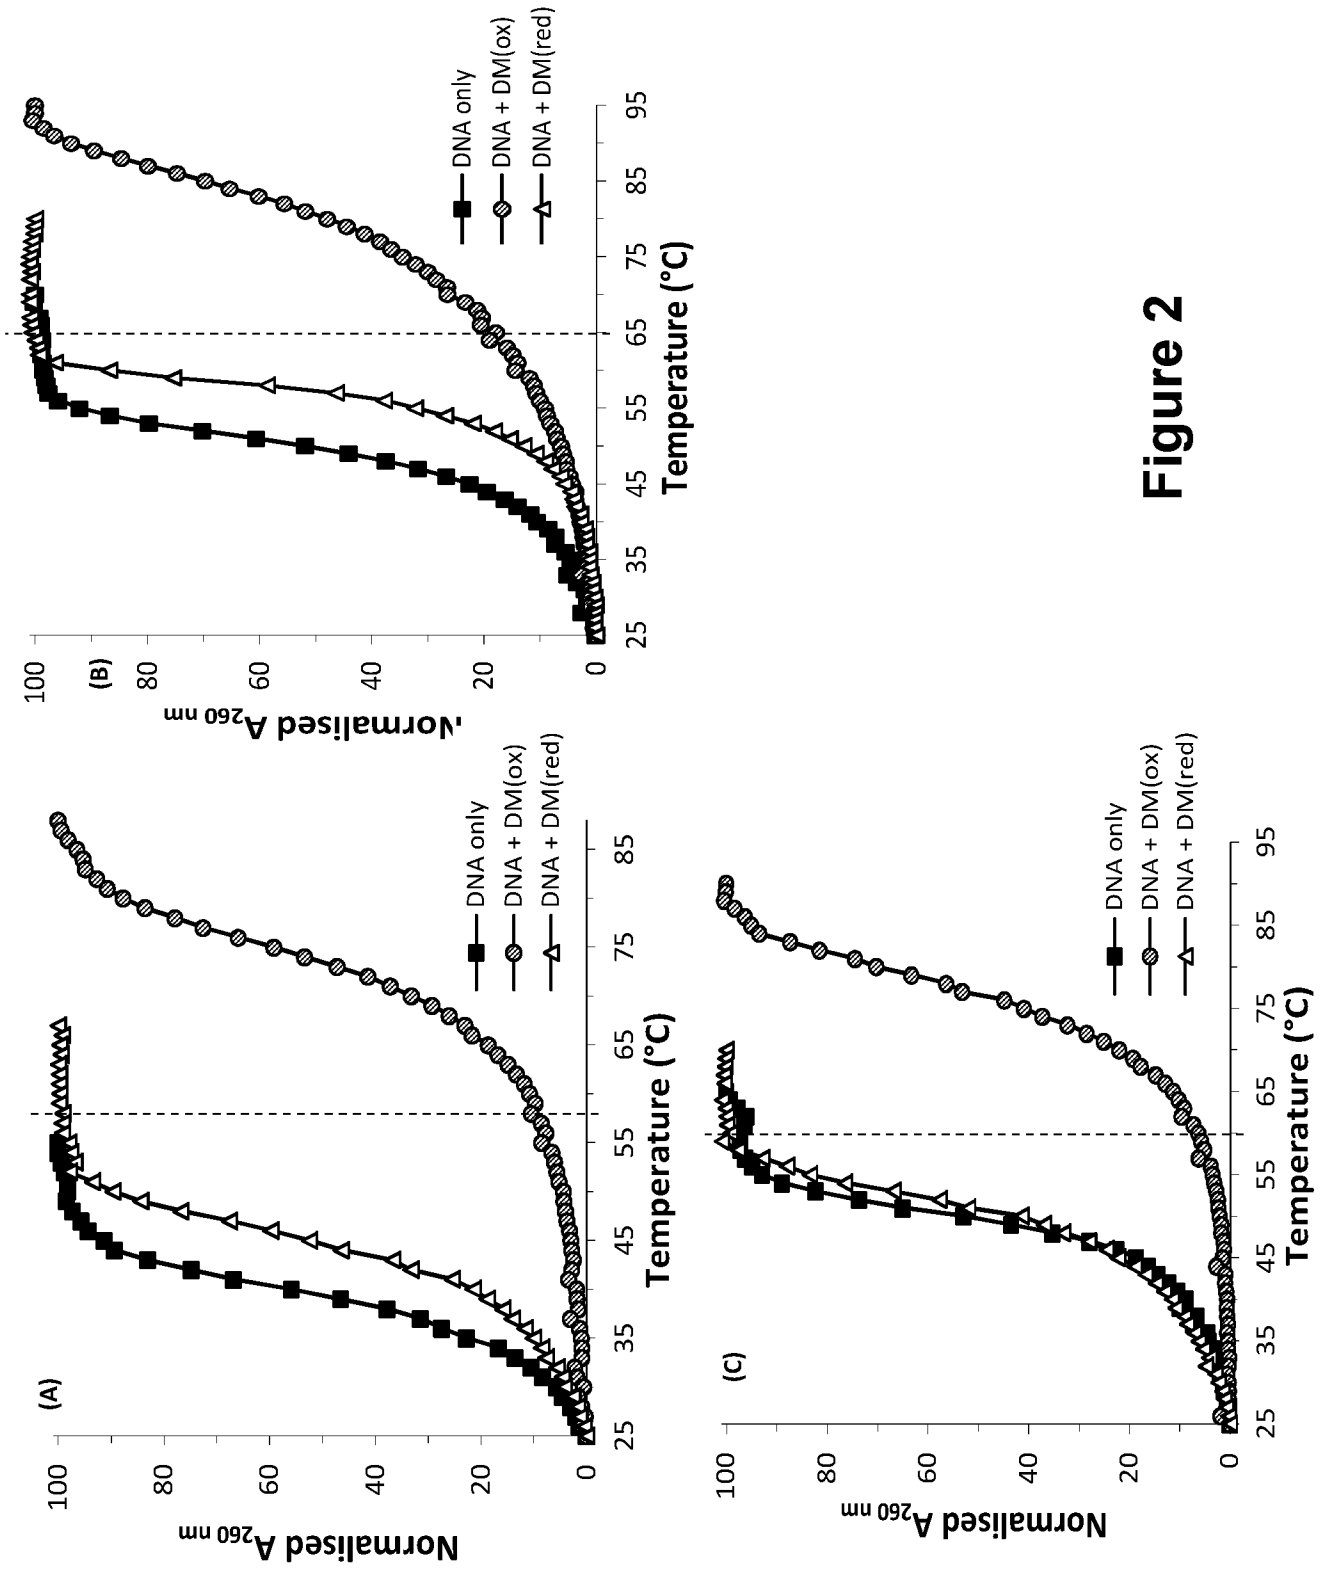 (A)
100
80
60
40
20
0
Normalised A260 nm
25
35
45
55
65
75
85
Temperature (°C)
DNA only
DNA + DM(ox)
DNA + DM(red)
(B)
100
80
60
40
20
0
Normalised A260 nm
25
35
45
55
65
75
85
95
Temperature (°C)
DNA only
DNA + DM(ox)
DNA + DM(red)
(C)
100
80
60
40
20
0
Normalised A260 nm
25
35
45
55
65
75
85
95
Temperature (°C)
DNA only
DNA + DM(ox)
DNA + DM(red)
Figure 2